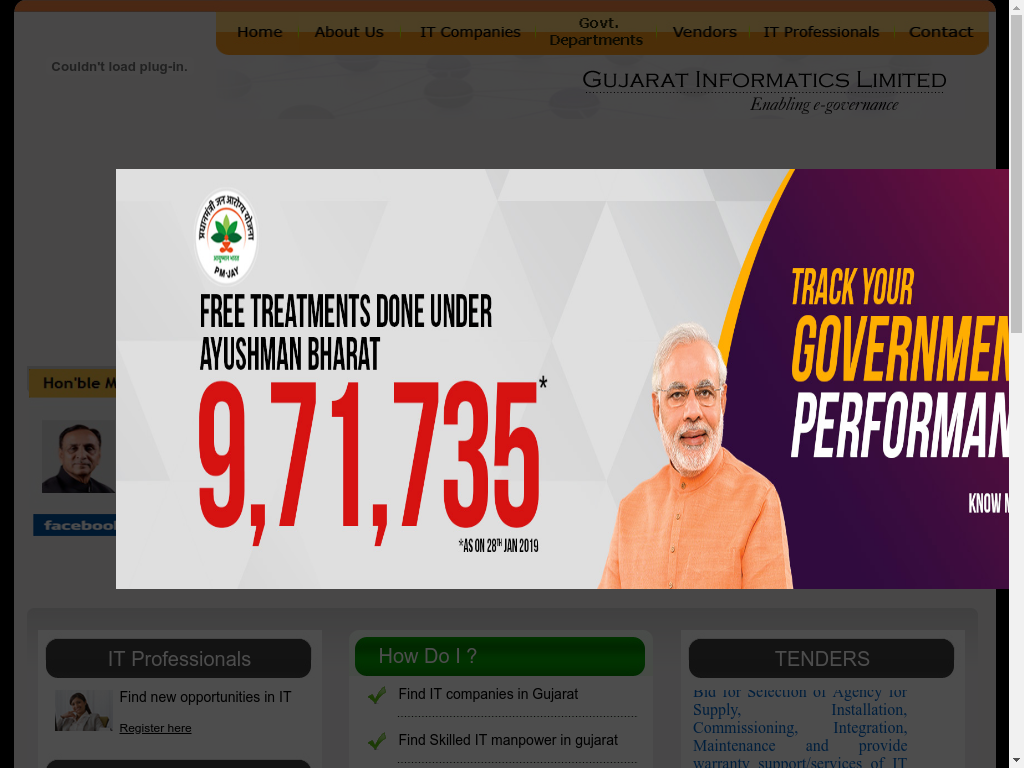 Home
About Us
IT Companies
Govt.
Departments
Vendors
IT Professionals
Contact
Couldn't load plug-in.
Gujarat Informatics Limited
Enabling e-governance
प्रधानमंत्री जन आरोग्य योजना
आयुष्मान भारत
PM-JAY
FREE TREATMENTS DONE UNDER
AYUSHMAN BHARAT
9,71,735*
*AS ON 28TH JAN 2019
TRACK YOUR
GOVERNMEN
PERFORMAN
KNOW M
Hon'ble M
facebook
IT Professionals
Find new opportunities in IT
Register here
How Do I ?
Find IT companies in Gujarat
Find Skilled IT manpower in gujarat
TENDERS
Bid for Selection of Agency for
Supply, Installation,
Commissioning, Integration,
Maintenance and provide
warranty support/services of IT